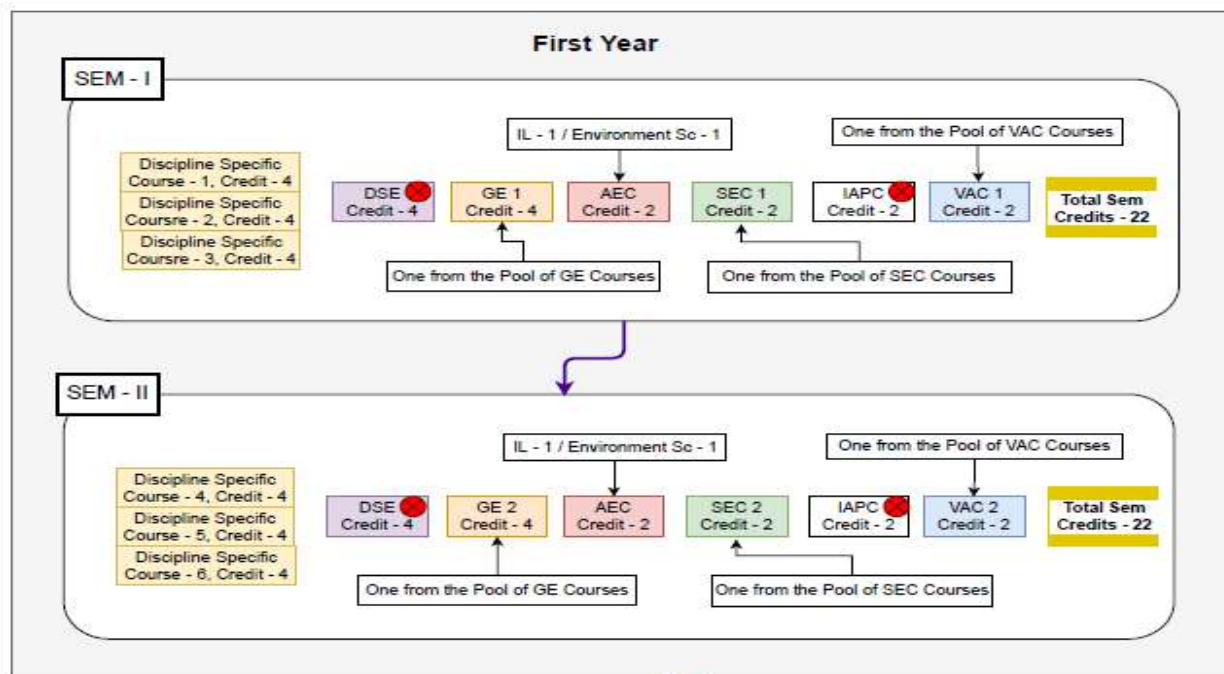 First Year
SEM - I
IL - 1 / Environment Sc - 1
One from the Pool of VAC Courses
Discipline Specific
Course - 1, Credit - 4
Discipline Specific
Coursre - 2, Credit - 4
Discipline Specific
Coursre - 3, Credit - 4
DSE
Credit - 4
GE 1
Credit - 4
AEC
Credit - 2
SEC 1
Credit - 2
IAPC
Credit - 2
VAC 1
Credit - 2
Total Sem
Credits - 22
One from the Pool of GE Courses
One from the Pool of SEC Courses
SEM - II
IL - 1 / Environment Sc - 1
One from the Pool of VAC Courses
Discipline Specific
Course - 4, Credit - 4
Discipline Specific
Course - 5, Credit - 4
Discipline Specific
Course - 6, Credit - 4
DSE
Credit - 4
GE 2
Credit - 4
AEC
Credit - 2
SEC 2
Credit - 2
IAPC
Credit - 2
VAC 2
Credit - 2
Total Sem
Credits - 22
One from the Pool of GE Courses
One from the Pool of SEC Courses